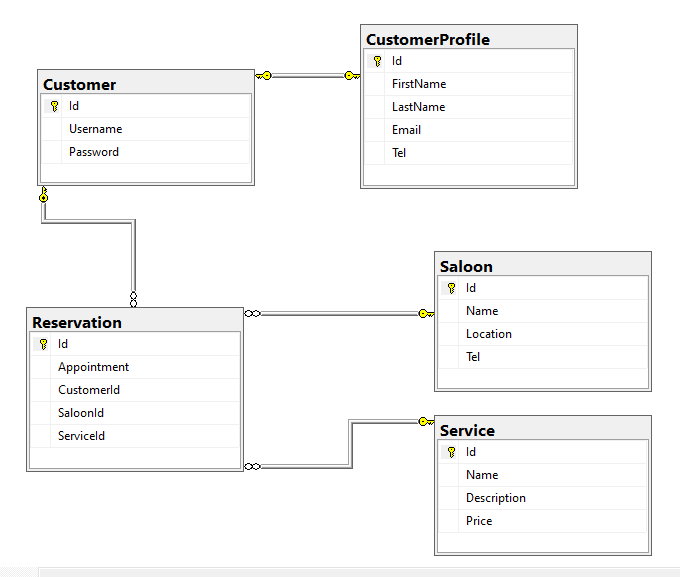 CustomerProfile
Id
FirstName
LastName
Email
Tel
Customer
Id
Username
Password
Saloon
Id
Name
Location
Tel
Reservation
Id
Appointment
CustomerId
SaloonId
ServiceId
Service
Id
Name
Description
Price